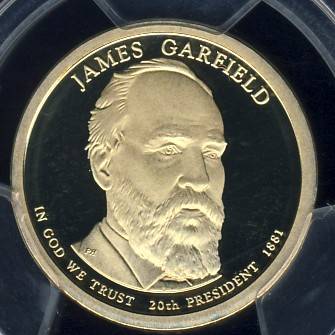 JAMES GARFIELD
IN GOD WE TRUST 20th PRESIDENT 1881